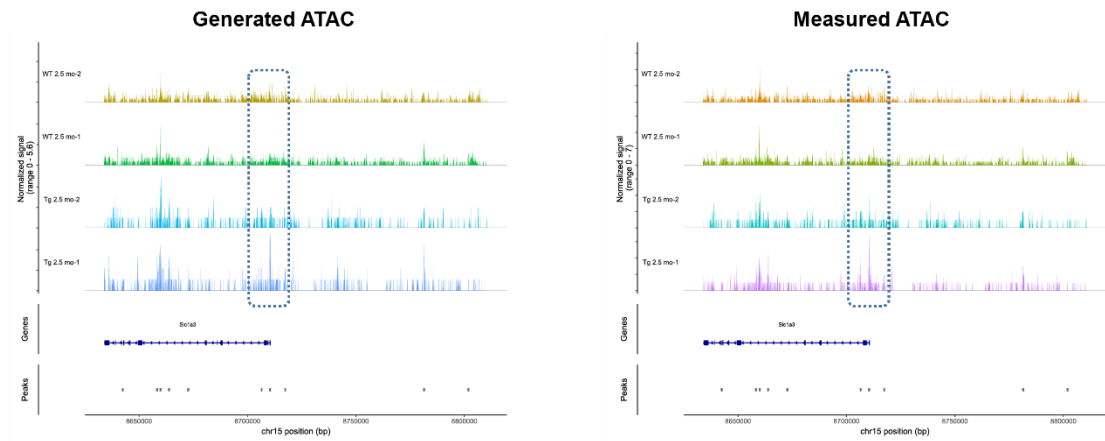 Generated ATAC
WT 2.5 mo-2
WT 2.5 mo-1
Tg 2.5 mo-2
Tg 2.5 mo-1
Normalized signal
(range 0 - 5.6)
Genes
Slc1a3
Peaks
8650000 8700000 8750000 8800000
chr15 position (bp)
Measured ATAC
WT 2.5 mo-2
WT 2.5 mo-1
Tg 2.5 mo-2
Tg 2.5 mo-1
Normalized signal
(range 0 - 7)
Genes
Slc1a3
Peaks
8650000 8700000 8750000 8800000
chr15 position (bp)